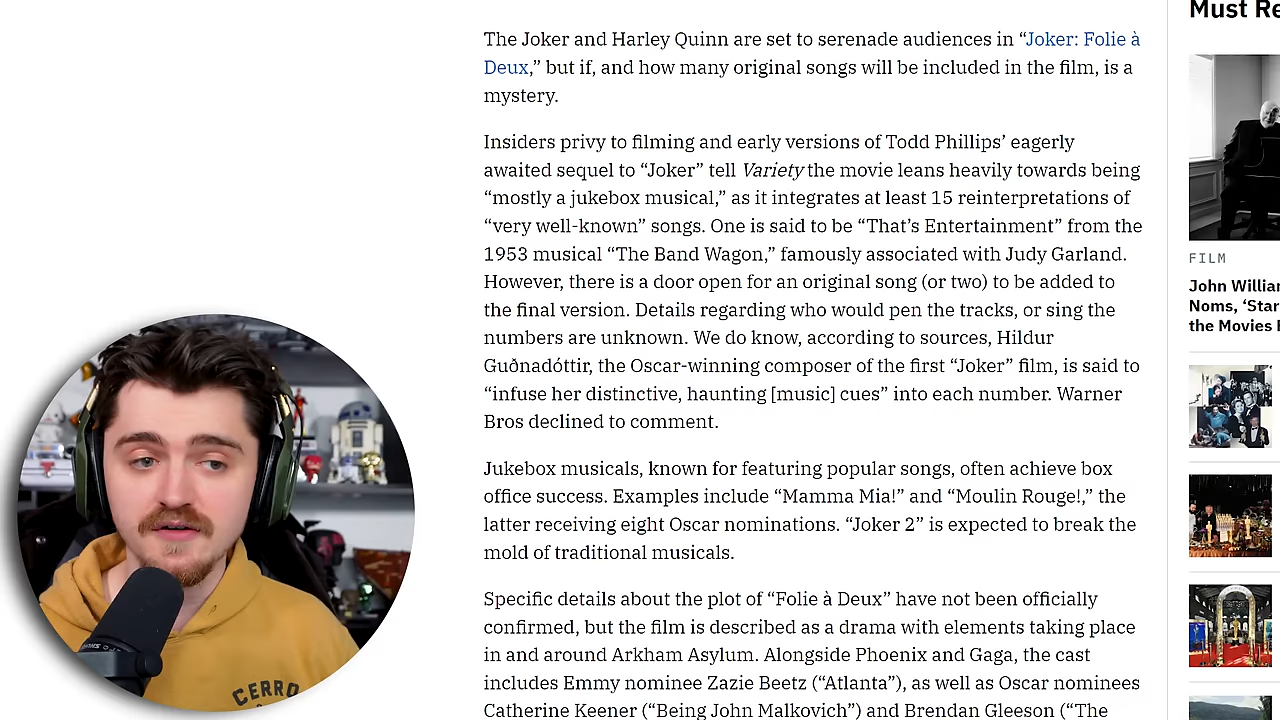 Must Re
The Joker and Harley Quinn are set to serenade audiences in “Joker: Folie à
Deux,” but if, and how many original songs will be included in the film, is a
mystery.
Insiders privy to filming and early versions of Todd Phillips’ eagerly
awaited sequel to “Joker” tell Variety the movie leans heavily towards being
“mostly a jukebox musical,” as it integrates at least 15 reinterpretations of
“very well-known” songs. One is said to be “That’s Entertainment” from the
1953 musical “The Band Wagon,” famously associated with Judy Garland.
However, there is a door open for an original song (or two) to be added to
the final version. Details regarding who would pen the tracks, or sing the
numbers are unknown. We do know, according to sources, Hildur
Guðnadóttir, the Oscar-winning composer of the first “Joker” film, is said to
“infuse her distinctive, haunting [music] cues” into each number. Warner
Bros declined to comment.
Jukebox musicals, known for featuring popular songs, often achieve box
office success. Examples include “Mamma Mia!” and “Moulin Rouge!,” the
latter receiving eight Oscar nominations. “Joker 2” is expected to break the
mold of traditional musicals.
Specific details about the plot of “Folie à Deux” have not been officially
confirmed, but the film is described as a drama with elements taking place
in and around Arkham Asylum. Alongside Phoenix and Gaga, the cast
includes Emmy nominee Zazie Beetz (“Atlanta”), as well as Oscar nominees
Catherine Keener (“Being John Malkovich”) and Brendan Gleeson (“The
FILM
John Williar
Noms, ‘Star
the Movies B
CERRO